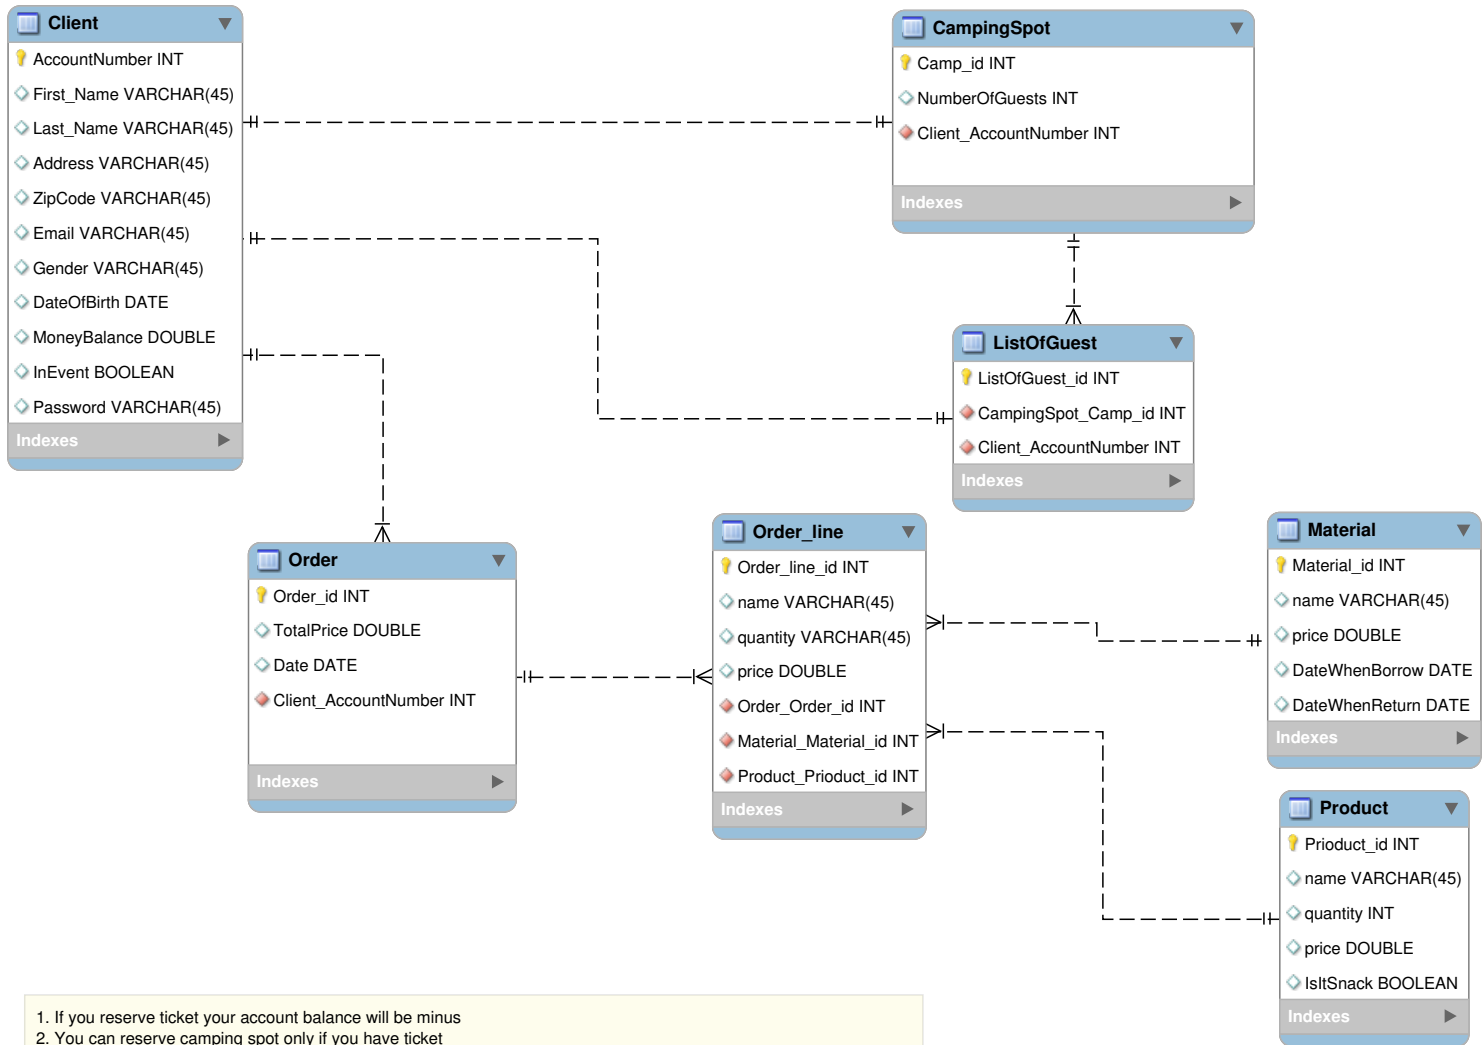 Client
AccountNumber INT
First_Name VARCHAR(45)
Last_Name VARCHAR(45)
Address VARCHAR(45)
ZipCode VARCHAR(45)
Email VARCHAR(45)
Gender VARCHAR(45)
DateOfBirth DATE
MoneyBalance DOUBLE
InEvent BOOLEAN
Password VARCHAR(45)
Indexes
CampingSpot
Camp_id INT
NumberOfGuests INT
Client_AccountNumber INT
Indexes
ListOfGuest
ListOfGuest_id INT
CampingSpot_Camp_id INT
Client_AccountNumber INT
Indexes
Order
Order_id INT
TotalPrice DOUBLE
Date DATE
Client_AccountNumber INT
Indexes
Order_line
Order_line_id INT
name VARCHAR(45)
quantity VARCHAR(45)
price DOUBLE
Order_Order_id INT
Material_Material_id INT
Product_Prioduct_id INT
Indexes
Material
Material_id INT
name VARCHAR(45)
price DOUBLE
DateWhenBorrow DATE
DateWhenReturn DATE
Indexes
Product
Prioduct_id INT
name VARCHAR(45)
quantity INT
price DOUBLE
IsItSnack BOOLEAN
Indexes
1. If you reserve ticket your account balance will be minus
2. You can reserve camping spot only if you have ticket